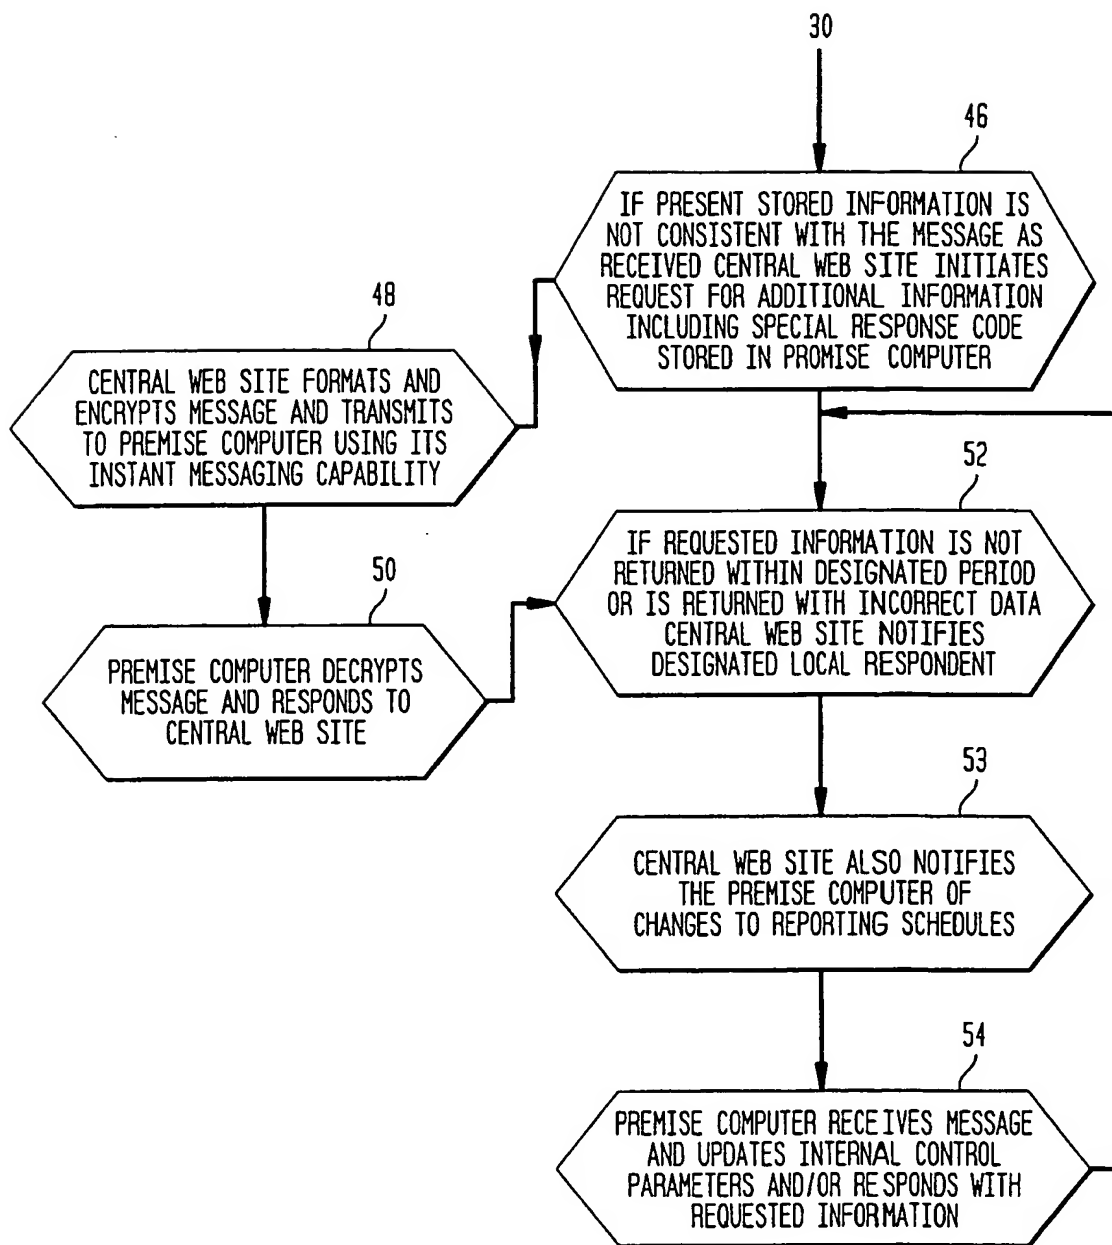 30
46
IF PRESENT STORED INFORMATION IS
NOT CONSISTENT WITH THE MESSAGE AS
RECEIVED CENTRAL WEB SITE INITIATES
REQUEST FOR ADDITIONAL INFORMATION
INCLUDING SPECIAL RESPONSE CODE
STORED IN PROMISE COMPUTER
48
CENTRAL WEB SITE FORMATS AND
ENCRYPTS MESSAGE AND TRANSMITS
TO PREMISE COMPUTER USING ITS
INSTANT MESSAGING CAPABILITY
50
PREMISE COMPUTER DECRYPTS
MESSAGE AND RESPONDS TO
CENTRAL WEB SITE
52
IF REQUESTED INFORMATION IS NOT
RETURNED WITHIN DESIGNATED PERIOD
OR IS RETURNED WITH INCORRECT DATA
CENTRAL WEB SITE NOTIFIES
DESIGNATED LOCAL RESPONDENT
53
CENTRAL WEB SITE ALSO NOTIFIES
THE PREMISE COMPUTER OF
CHANGES TO REPORTING SCHEDULES
54
PREMISE COMPUTER RECEIVES MESSAGE
AND UPDATES INTERNAL CONTROL
PARAMETERS AND/OR RESPONDS WITH
REQUESTED INFORMATION